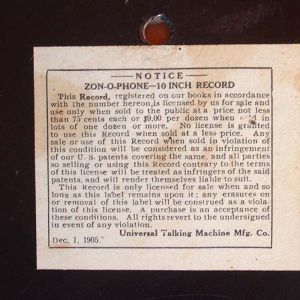 NOTICE
ZON-O-PHONE—10 INCH RECORD
This Record, registered on our books in accordance
with the number hereon, is licensed by us for sale and
use only when sold to the public at a price not less
than 75 cents each or $9.00 per dozen when in
lots of one dozen or more. No license is granted
to use this Record when sold at a less price. Any
sale or use of this Record when sold in violation of
this condition will be considered as an infringement
of our U. S. patents covering the same, and all parties
so selling or using this Record contrary to the terms
of this license will be treated as infringers of the said
patents, and will render themselves liable to suit.
This Record is only licensed for sale when and so
long as this label remains upon it; any erasures on
or removal of this label will be construed as a viola-
tion of this license. A purchase is an acceptance of
these conditions. All rights revert to the undersigned
in event of any violation.
Universal Talking Machine Mfg. Co.
Dec. 1, 1905.